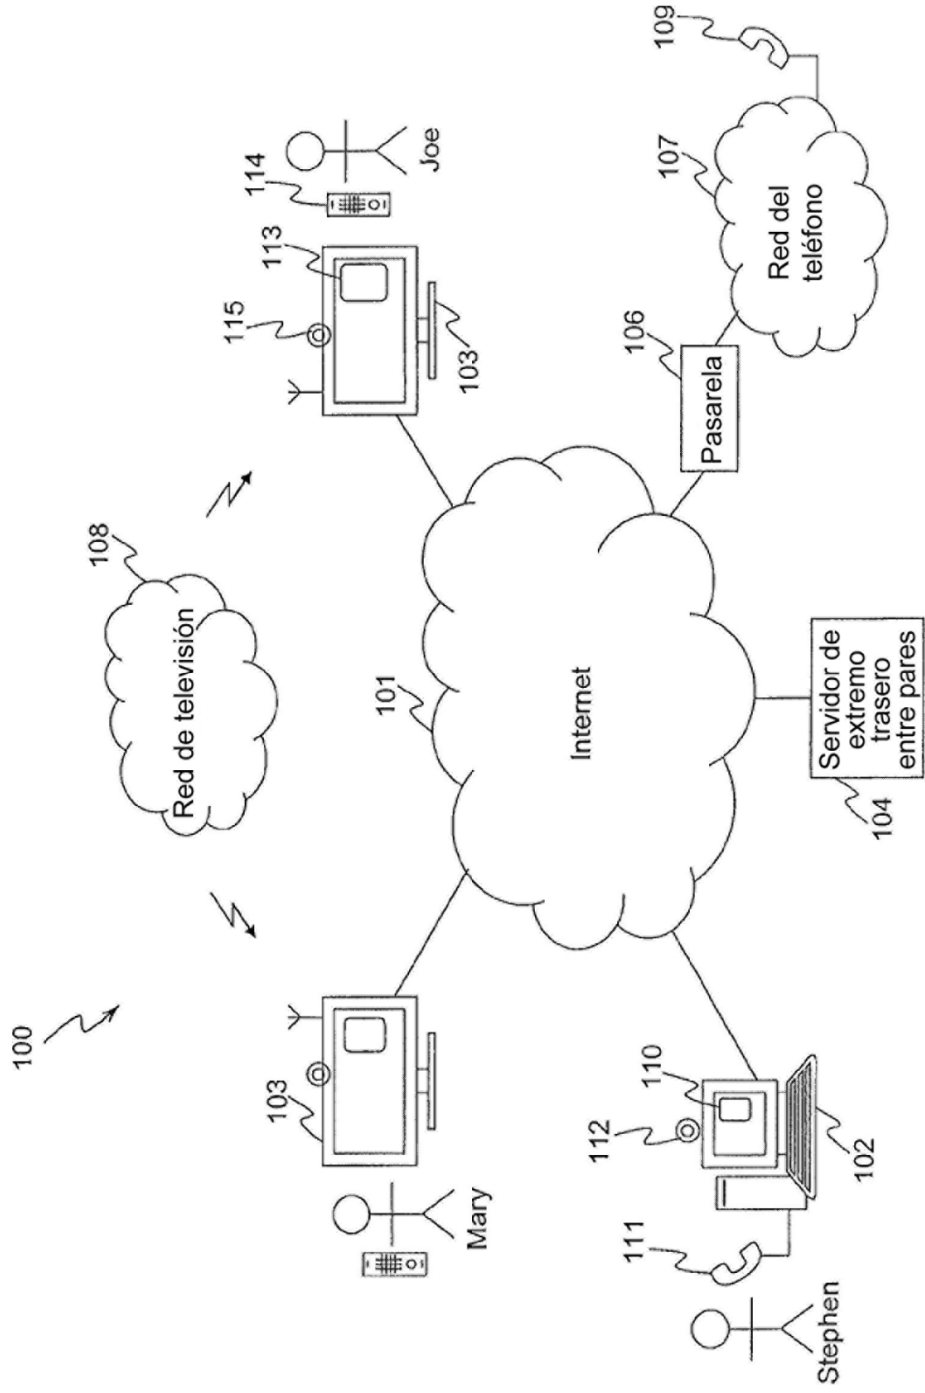 100
108
Red de televisión
103
Mary
115
113
114
Joe
103
101
Internet
106
Pasarela
107
Red del
teléfono
109
112
110
111
102
Stephen
104
Servidor de
extremo
trasero
entre pares